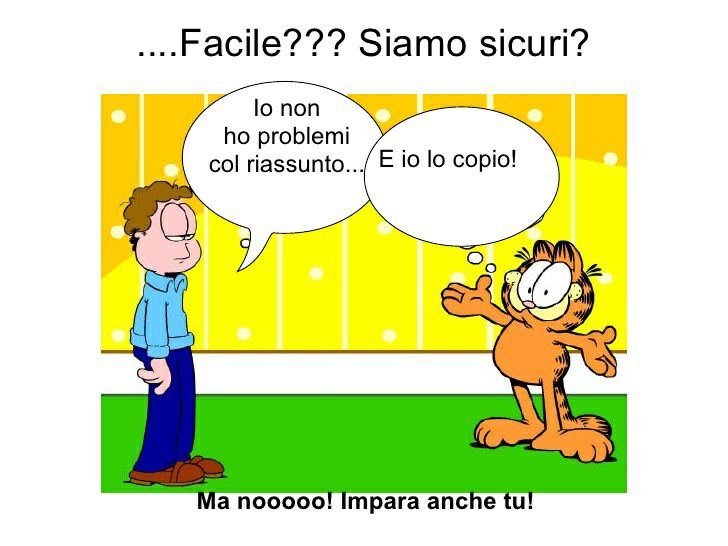 ....Facile??? Siamo sicuri?
Io non
ho problemi
col riassunto...
E io lo copio!
Ma nooooo! Impara anche tu!